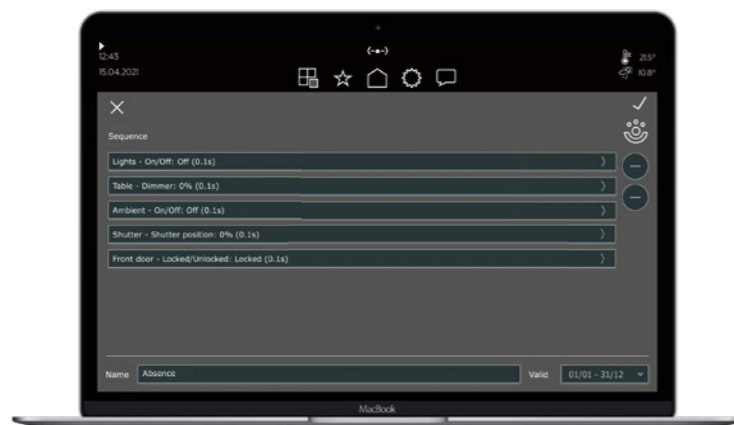 12:43
21.5°
15.04.2021
10.8°
Sequence
Lights - On/Off: Off (0.1s)
Table - Dimmer: 0% (0.1s)
Ambient - On/Off: Off (0.1s)
Shutter - Shutter position: 0% (0.1s)
Front door - Locked/Unlocked: Locked (0.1s)
Name Absence Valid 01/01 - 31/12
MacBook